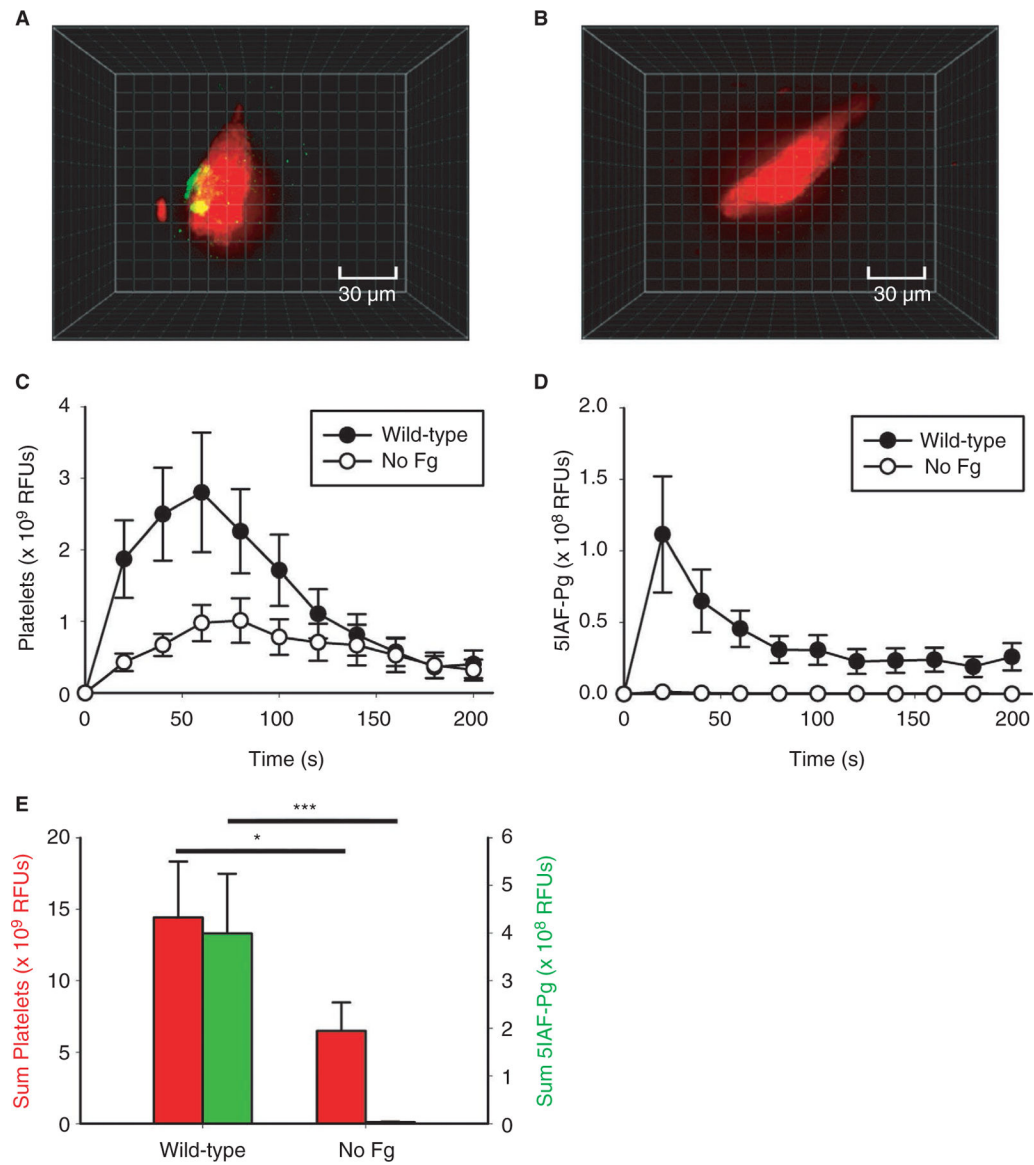 A
B
30 µm
30 µm
C
D
Platelets (x 10⁹ RFUs)
4
3
2
1
0
Wild-type
No Fg
0
50
100
150
200
Time (s)
5IAF-Pg (x 10⁸ RFUs)
2.0
1.5
1.0
0.5
0.0
Wild-type
No Fg
0
50
100
150
200
Time (s)
E
Sum Platelets (x 10⁹ RFUs)
20
15
10
5
0
***
*
6
5
4
3
2
1
0
Sum 5IAF-Pg (x 10⁸ RFUs)
Wild-type
No Fg